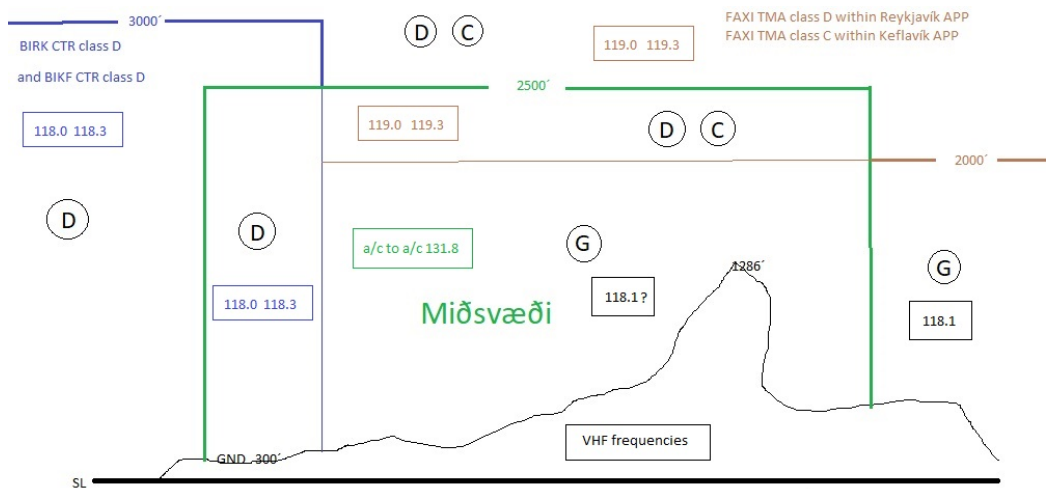 3000´
BIRK CTR class D
and BIKF CTR class D
118.0 118.3
D C
119.0 119.3
FAXI TMA class D within Reykjavík APP
FAXI TMA class C within Keflavík APP
2500´
119.0 119.3
D C
2000´
D
D
118.0 118.3
a/c to a/c 131.8
G
118.1 ?
1286´
G
118.1
Miðsvæði
VHF frequencies
GND 300´
SL